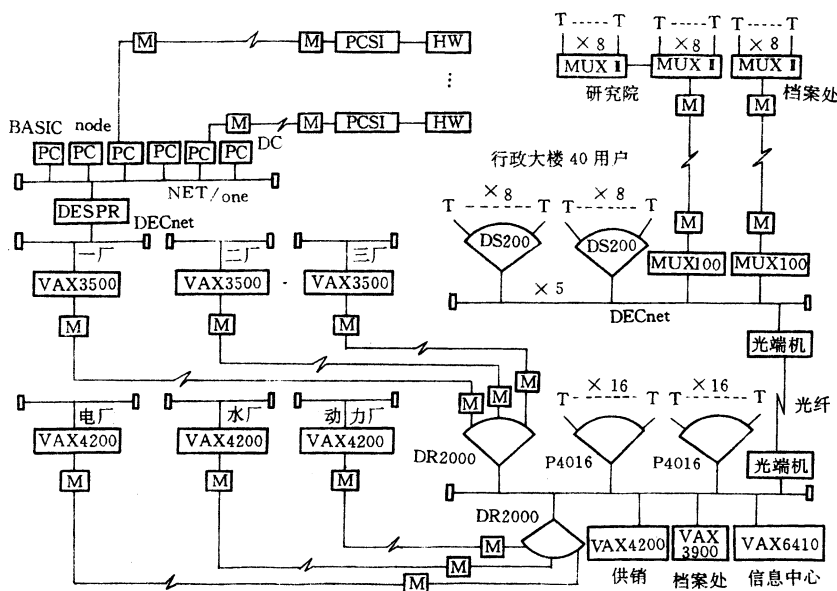 M M PCSI HW
T T T T T T
×8 ×8 ×8
MUX Ⅱ MUX Ⅱ MUX Ⅱ
研究院 档案处
M M
BASIC node M DC M PCSI HW
PC PC PC PC PC PC
NET/one
行政大楼 40 用户
T ×8 T T ×8 T
DESPR
DECnet
DS200 DS200
M M
MUX100 MUX100
一厂 二厂 三厂
VAX3500 VAX3500 VAX3500
×5
DECnet
M M M
光端机
光纤
M M M
T ×16 T T ×16 T
电厂 水厂 动力厂
VAX4200 VAX4200 VAX4200
DR2000 P4016 P4016
光端机
M M M
DR2000
M M M
VAX4200 VAX 3900 VAX6410
供销 档案处 信息中心